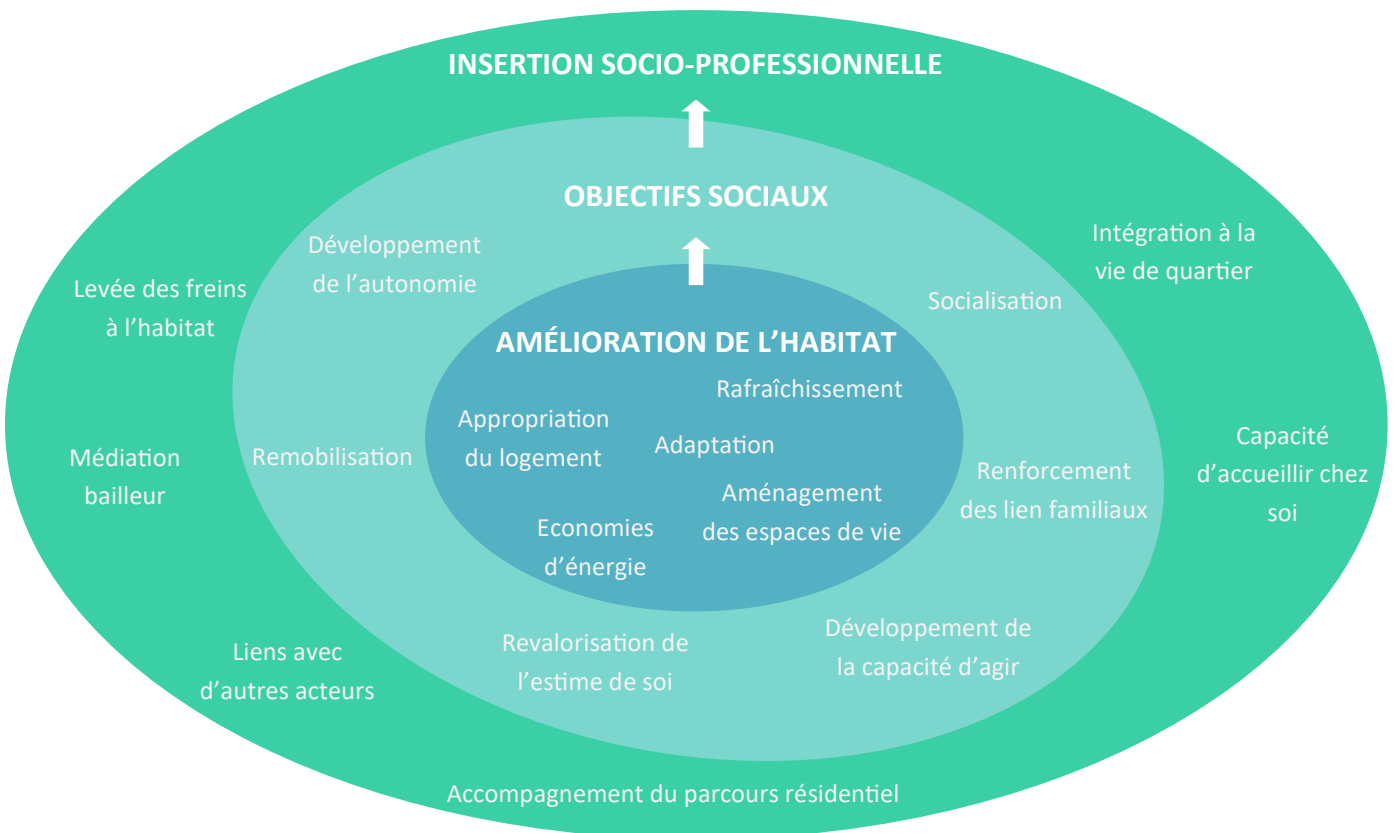 INSERTION SOCIO-PROFESSIONNELLE
OBJECTIFS SOCIAUX
Développement
de l’autonomie
Intégration à la
vie de quartier
Levée des freins
à l’habitat
Socialisation
AMÉLIORATION DE L’HABITAT
Rafraîchissement
Appropriation
du logement
Adaptation
Médiation
bailleur
Remobilisation
Renforcement
des lien familiaux
Capacité
d’accueillir chez
soi
Aménagement
des espaces de vie
Economies
d’énergie
Liens avec
d’autres acteurs
Revalorisation de
l’estime de soi
Développement de
la capacité d’agir
Accompagnement du parcours résidentiel